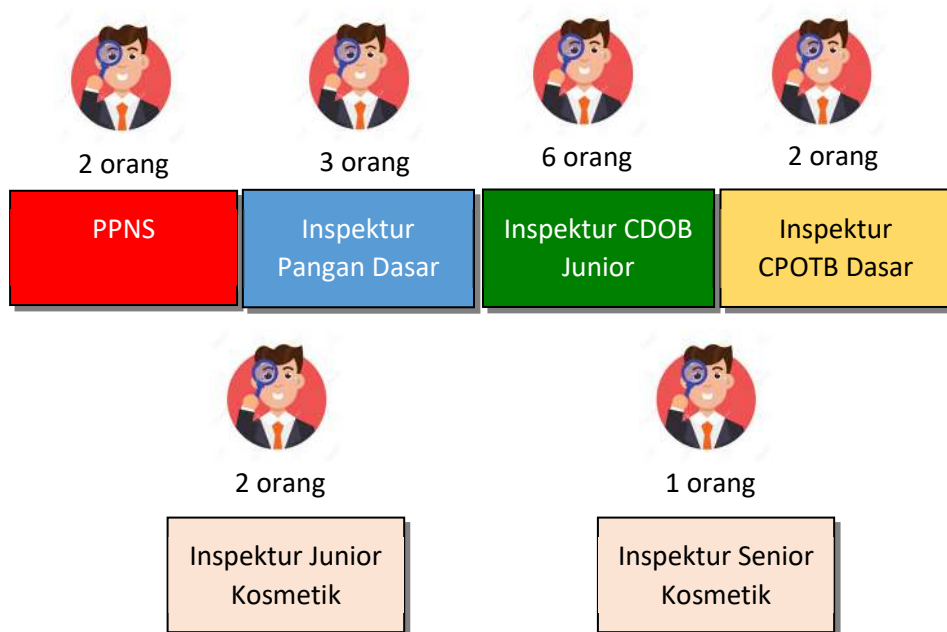 2 orang
3 orang
6 orang
2 orang
PPNS
Inspektur
Pangan Dasar
Inspektur CDOB
Junior
Inspektur
CPOTB Dasar
2 orang
1 orang
Inspektur Junior
Kosmetik
Inspektur Senior
Kosmetik